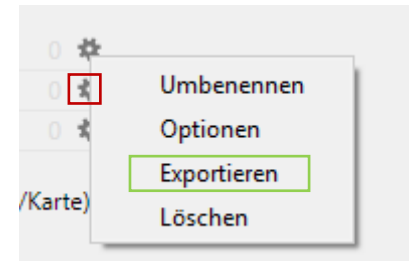 0
Umbenennen
0
Optionen
0
Exportieren
/Karte)
Löschen